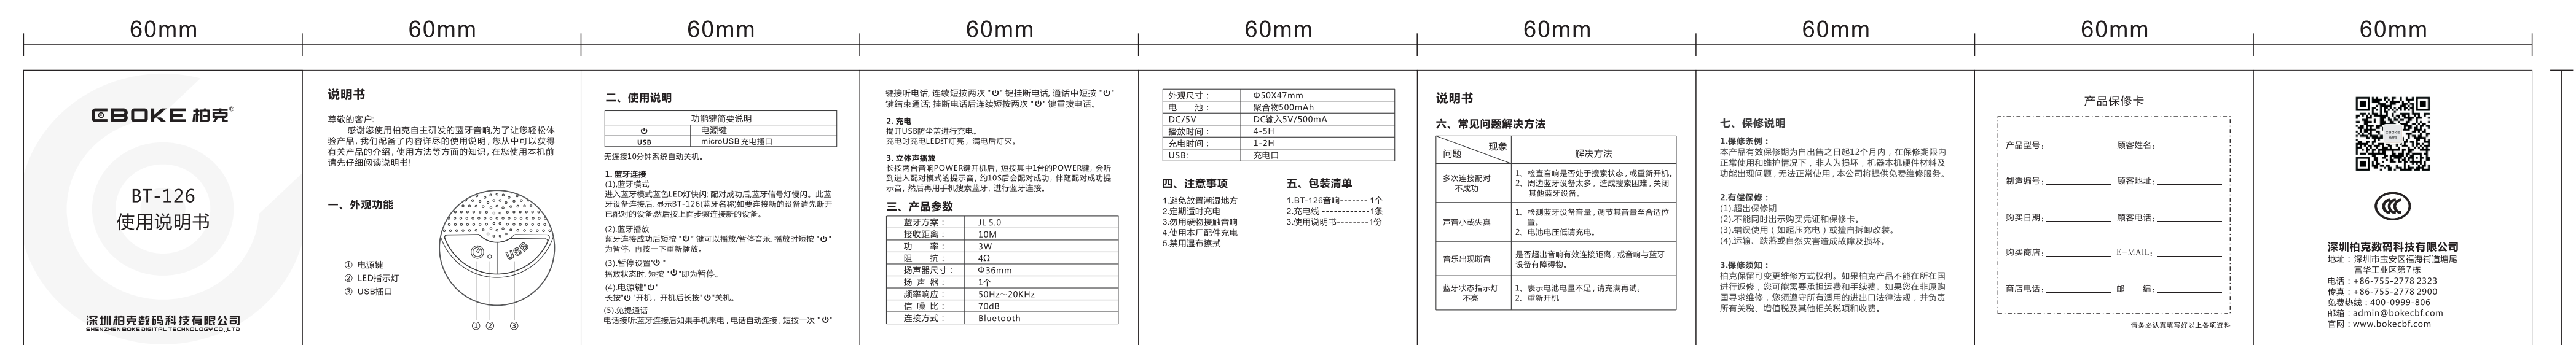 60mm 60mm 60mm 60mm 60mm 60mm 60mm 60mm 60mm
CBOKE 柏克®
BT-126
使用说明书
深圳柏克数码科技有限公司
SHENZHEN BOKE DIGITAL TECHNOLOGY CO.,LTD
说明书
尊敬的客户:
感谢您使用柏克自主研发的蓝牙音响,为了让您轻松体
验产品, 我们配备了内容详尽的使用说明, 您从中可以获得
有关产品的介绍, 使用方法等方面的知识, 在您使用本机前
请先仔细阅读说明书!
一、外观功能
① 电源键
② LED指示灯
③ USB插口
USB
① ② ③
二、使用说明
功能键简要说明
⏻ 电源键
USB microUSB 充电插口
无连接10分钟系统自动关机。
1. 蓝牙连接
(1),蓝牙模式
进入蓝牙模式蓝色LED灯快闪; 配对成功后,蓝牙信号灯慢闪。此蓝
牙设备连接后, 显示BT-126(蓝牙名称)如要连接新的设备请先断开
已配对的设备,然后按上面步骤连接新的设备。
(2).蓝牙播放
蓝牙连接成功后短按 "⏻" 键可以播放/暂停音乐, 播放时短按 "⏻"
为暂停, 再按一下重新播放。
(3).暂停设置"⏻"
播放状态时, 短按 "⏻"即为暂停。
(4).电源键"⏻"
长按"⏻"开机, 开机后长按"⏻"关机。
(5).免提通话
电话接听:蓝牙连接后如果手机来电, 电话自动连接, 短按一次 "⏻"
键接听电话, 连续短按两次 "⏻" 键挂断电话, 通话中短按 "⏻"
键结束通话; 挂断电话后连续短按两次 "⏻" 键重拨电话。
2. 充电
揭开USB防尘盖进行充电。
充电时充电LED红灯亮, 满电后灯灭。
3. 立体声播放
长按两台音响POWER键开机后, 短按其中1台的POWER键, 会听
到进入配对模式的提示音, 约10S后会配对成功, 伴随配对成功提
示音, 然后再用手机搜索蓝牙, 进行蓝牙连接。
三、产品参数
蓝牙方案: JL 5.0
接收距离: 10M
功 率: 3W
阻 抗: 4Ω
扬声器尺寸: Φ36mm
扬 声 器: 1个
频率响应: 50Hz~20KHz
信 噪 比: 70dB
连接方式: Bluetooth
外观尺寸: Φ50X47mm
电 池: 聚合物500mAh
DC/5V DC输入5V/500mA
播放时间: 4-5H
充电时间: 1-2H
USB: 充电口
四、注意事项
1.避免放置潮湿地方
2.定期适时充电
3.勿用硬物接触音响
4.使用本厂配件充电
5.禁用湿布擦拭
五、包装清单
1.BT-126音响------- 1个
2.充电线 ------------1条
3.使用说明书--------1份
说明书
六、常见问题解决方法
现象
问题
解决方法
多次连接配对
不成功
1、检查音响是否处于搜索状态, 或重新开机。
2、周边蓝牙设备太多, 造成搜索困难, 关闭
其他蓝牙设备。
声音小或失真
1、检测蓝牙设备音量, 调节其音量至合适位
置。
2、电池电压低请充电。
音乐出现断音
是否超出音响有效连接距离, 或音响与蓝牙
设备有障碍物。
蓝牙状态指示灯
不亮
1、表示电池电量不足, 请充满再试。
2、重新开机
七、保修说明
1.保修条例:
本产品有效保修期为自出售之日起12个月内, 在保修期限内
正常使用和维护情况下, 非人为损坏, 机器本机硬件材料及
功能出现问题, 无法正常使用, 本公司将提供免费维修服务。
2.有偿保修:
(1).超出保修期
(2).不能同时出示购买凭证和保修卡。
(3).错误使用 ( 如超压充电 ) 或擅自拆卸改装。
(4).运输、跌落或自然灾害造成故障及损坏。
3.保修须知:
柏克保留可变更维修方式权利。如果柏克产品不能在所在国
进行返修, 您可能需要承担运费和手续费。如果您在非原购
国寻求维修, 您须遵守所有适用的进出口法律法规, 并负责
所有关税、增值税及其他相关税项和收费。
产品保修卡
产品型号: 顾客姓名:
制造编号: 顾客地址:
购买日期: 顾客电话:
购买商店: E-MAIL:
商店电话: 邮 编:
请务必认真填写好以上各项资料
CCC
深圳柏克数码科技有限公司
地址: 深圳市宝安区福海街道塘尾
富华工业区第7栋
电话: +86-755-2778 2323
传真: +86-755-2778 2900
免费热线: 400-0999-806
邮箱: admin@bokecbf.com
官网: www.bokecbf.com